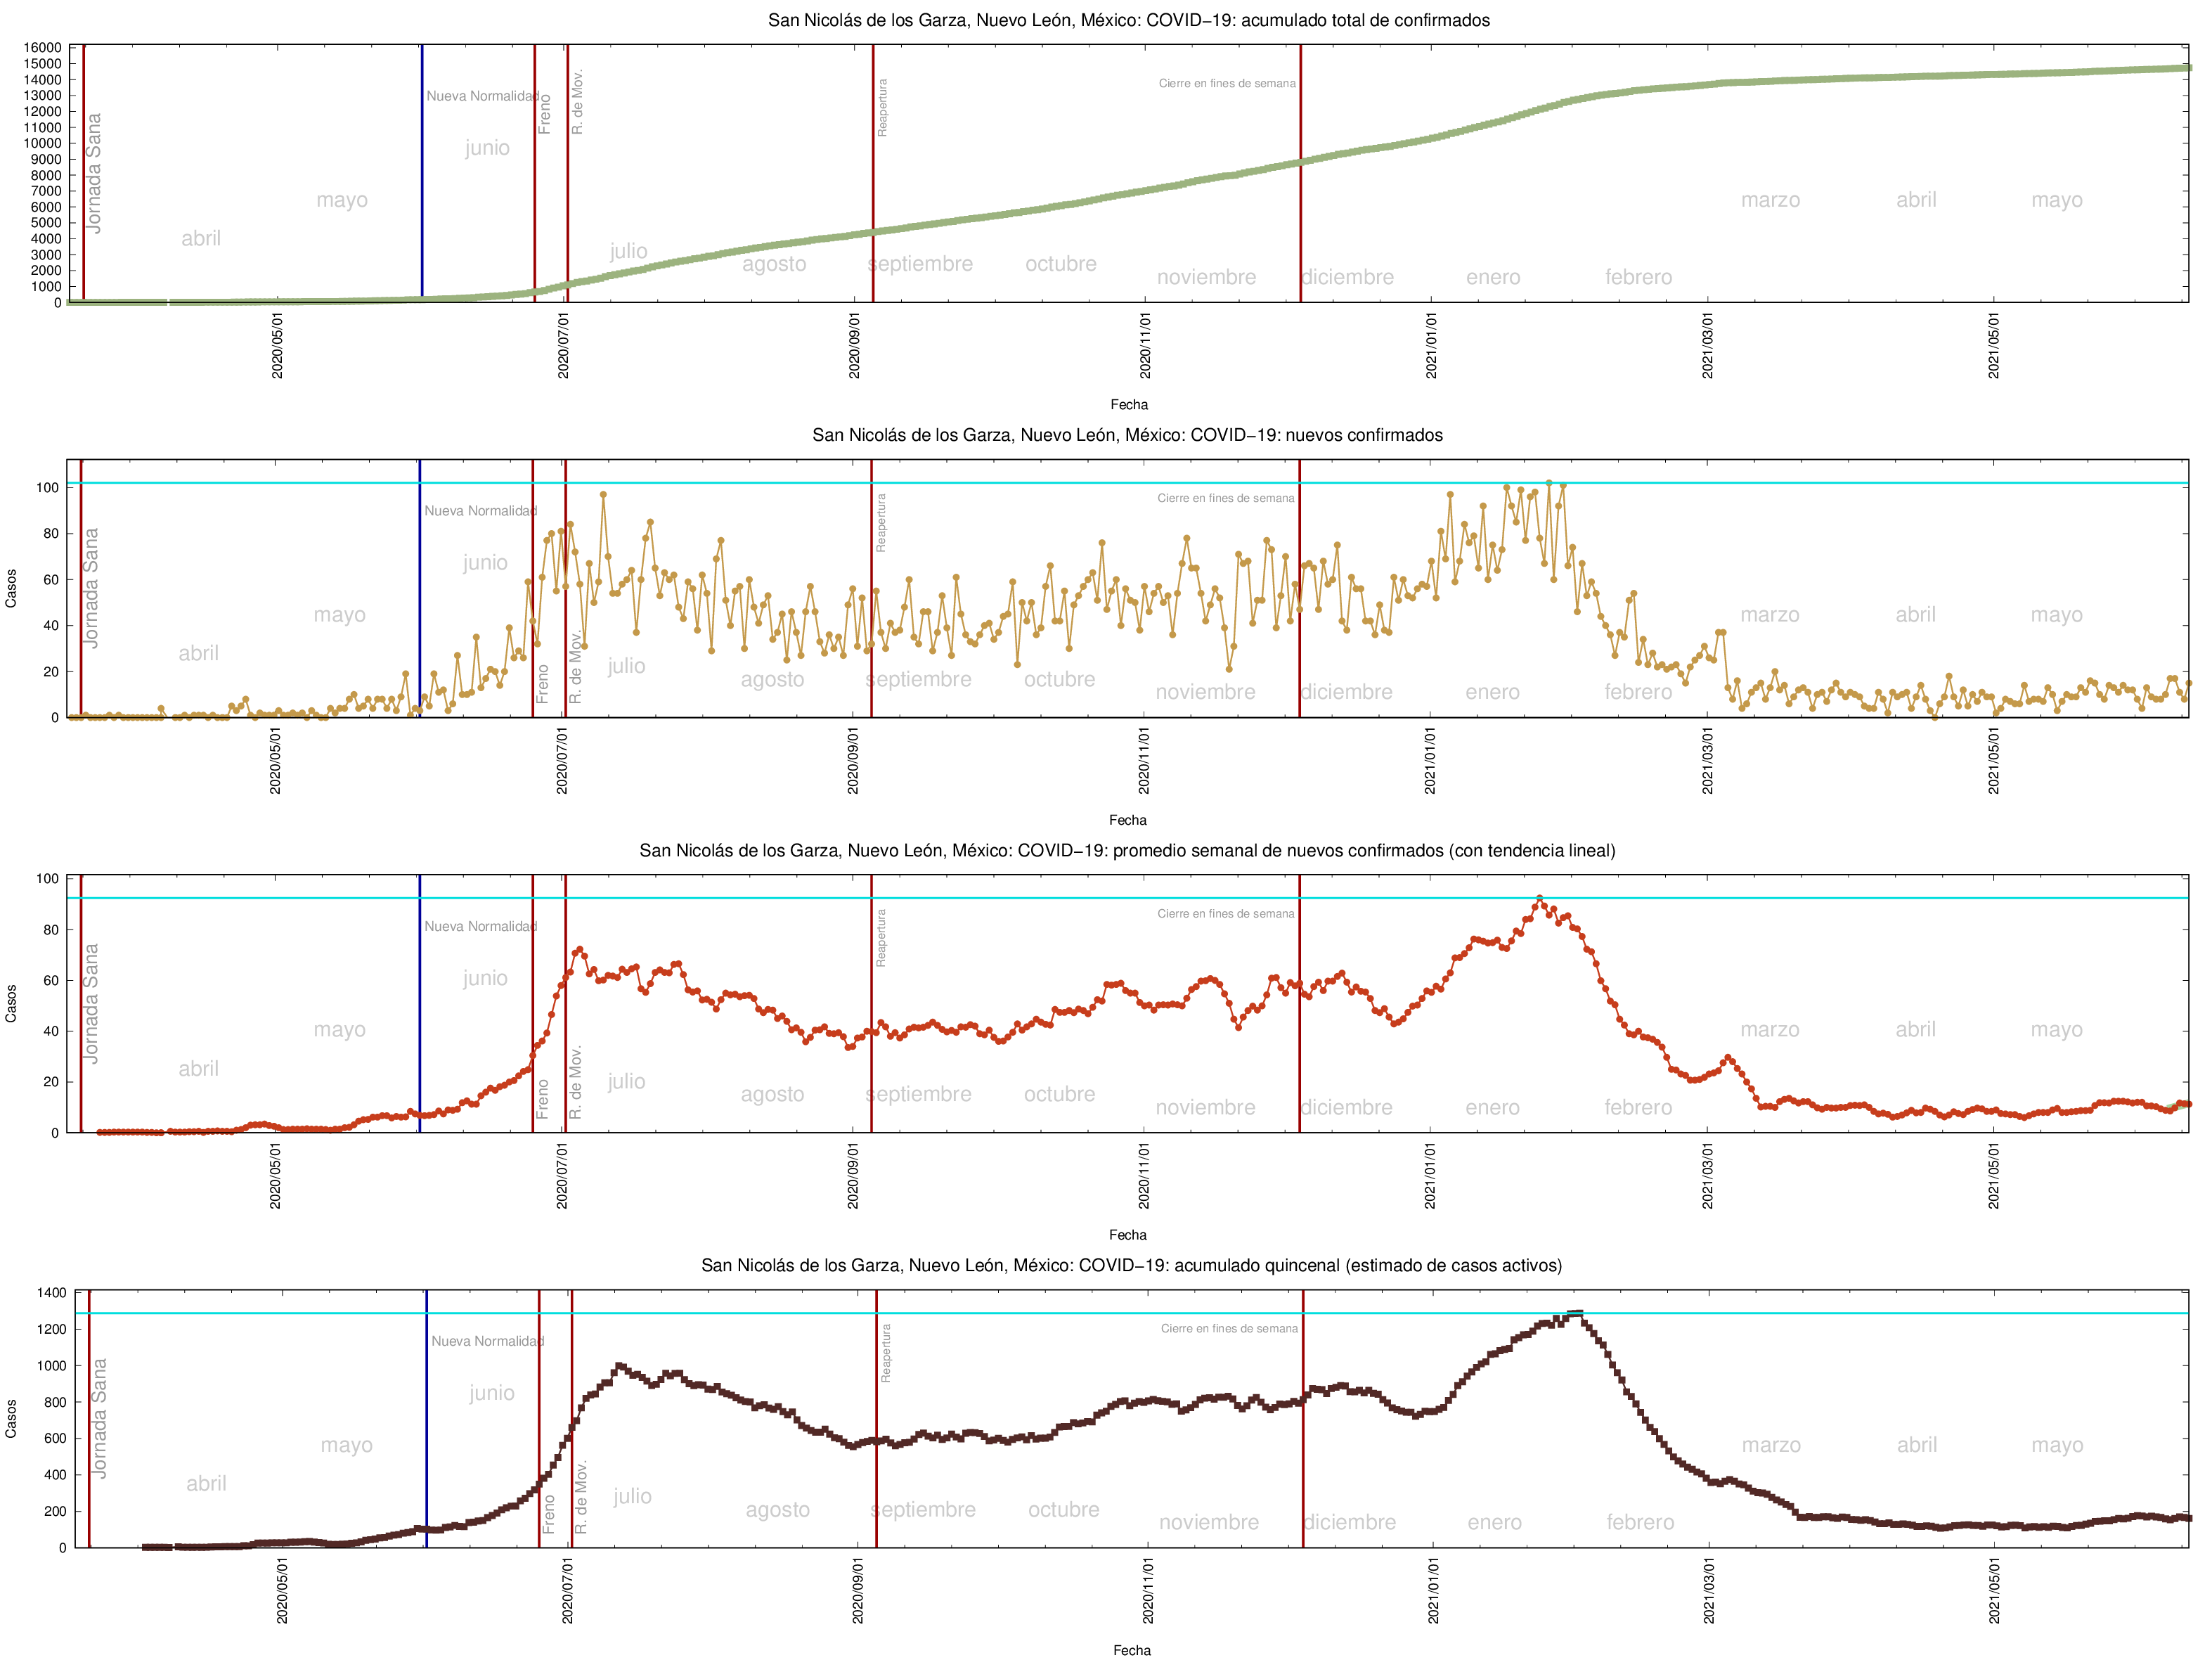 San Nicolás de los Garza, Nuevo León, México: COVID−19: acumulado total de confirmados
16000
15000
14000
13000
12000
11000
10000
9000
8000
7000
6000
5000
4000
3000
2000
1000
0
Jornada Sana
abril
mayo
Nueva Normalidad
junio
Freno
R. de Mov.
julio
agosto
Reapertura
septiembre
octubre
noviembre
Cierre en fines de semana
diciembre
enero
febrero
marzo
abril
mayo
2020/05/01
2020/07/01
2020/09/01
2020/11/01
2021/01/01
2021/03/01
2021/05/01
Fecha
San Nicolás de los Garza, Nuevo León, México: COVID−19: nuevos confirmados
Casos
100
80
60
40
20
0
Jornada Sana
abril
mayo
Nueva Normalidad
junio
Freno
R. de Mov.
julio
agosto
Reapertura
septiembre
octubre
noviembre
Cierre en fines de semana
diciembre
enero
febrero
marzo
abril
mayo
2020/05/01
2020/07/01
2020/09/01
2020/11/01
2021/01/01
2021/03/01
2021/05/01
Fecha
San Nicolás de los Garza, Nuevo León, México: COVID−19: promedio semanal de nuevos confirmados (con tendencia lineal)
Casos
100
80
60
40
20
0
Jornada Sana
abril
mayo
Nueva Normalidad
junio
Freno
R. de Mov.
julio
agosto
Reapertura
septiembre
octubre
noviembre
Cierre en fines de semana
diciembre
enero
febrero
marzo
abril
mayo
2020/05/01
2020/07/01
2020/09/01
2020/11/01
2021/01/01
2021/03/01
2021/05/01
Fecha
San Nicolás de los Garza, Nuevo León, México: COVID−19: acumulado quincenal (estimado de casos activos)
Casos
1400
1200
1000
800
600
400
200
0
Jornada Sana
abril
mayo
Nueva Normalidad
junio
Freno
R. de Mov.
julio
agosto
Reapertura
septiembre
octubre
noviembre
Cierre en fines de semana
diciembre
enero
febrero
marzo
abril
mayo
2020/05/01
2020/07/01
2020/09/01
2020/11/01
2021/01/01
2021/03/01
2021/05/01
Fecha